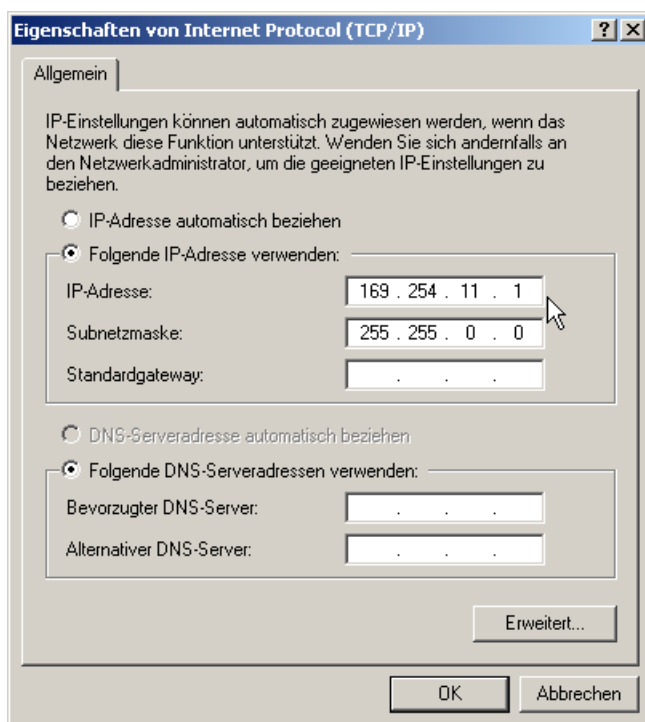 Eigenschaften von Internet Protocol (TCP/IP)
Allgemein
IP-Einstellungen können automatisch zugewiesen werden, wenn das
Netzwerk diese Funktion unterstützt. Wenden Sie sich andernfalls an
den Netzwerkadministrator, um die geeigneten IP-Einstellungen zu
beziehen.
IP-Adresse automatisch beziehen
Folgende IP-Adresse verwenden:
IP-Adresse: 169 . 254 . 11 . 1
Subnetzmaske: 255 . 255 . 0 . 0
Standardgateway: . . .
DNS-Serveradresse automatisch beziehen
Folgende DNS-Serveradressen verwenden:
Bevorzugter DNS-Server: . . .
Alternativer DNS-Server: . . .
Erweitert...
OK Abbrechen